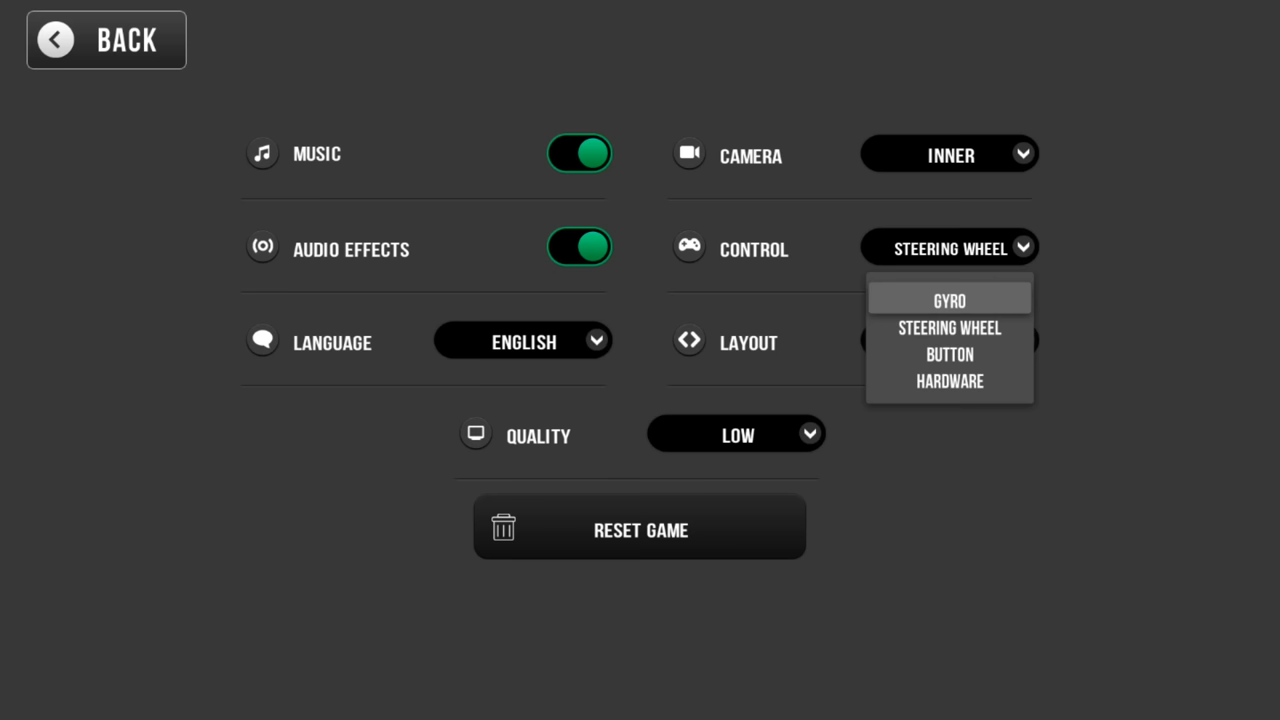 BACK
MUSIC
CAMERA
INNER
AUDIO EFFECTS
CONTROL
STEERING WHEEL
GYRO
STEERING WHEEL
BUTTON
HARDWARE
LANGUAGE
ENGLISH
LAYOUT
QUALITY
LOW
RESET GAME